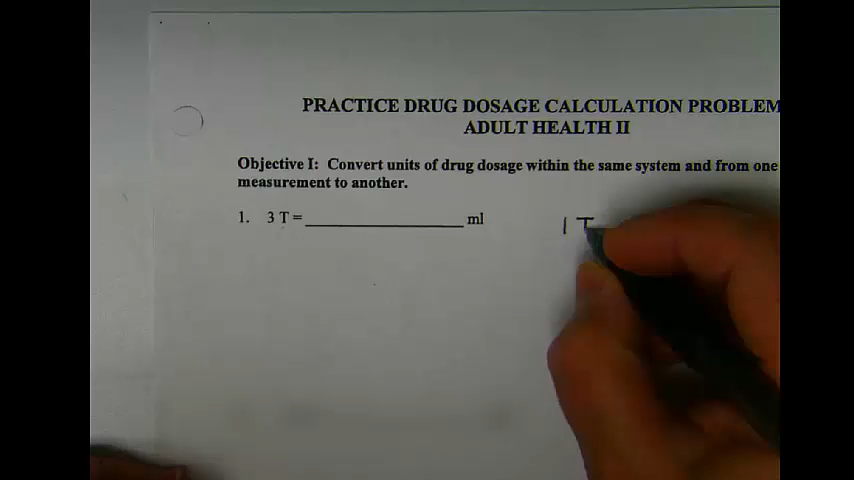 PRACTICE DRUG DOSAGE CALCULATION PROBLEM
ADULT HEALTH II
Objective I: Convert units of drug dosage within the same system and from one
measurement to another.
1. 3 T = ____________________ ml
1 T